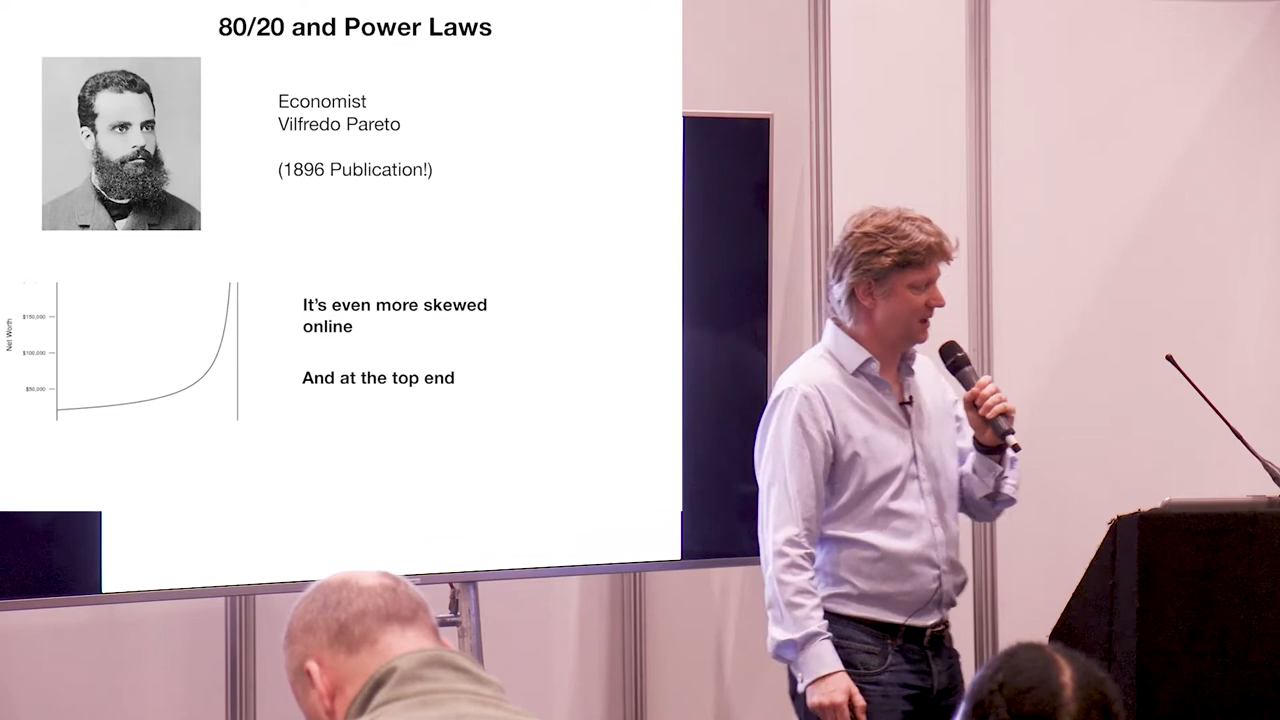 80/20 and Power Laws
Economist
Vilfredo Pareto
(1896 Publication!)
It's even more skewed
online
And at the top end
Net Worth
$150,000
$100,000
$50,000